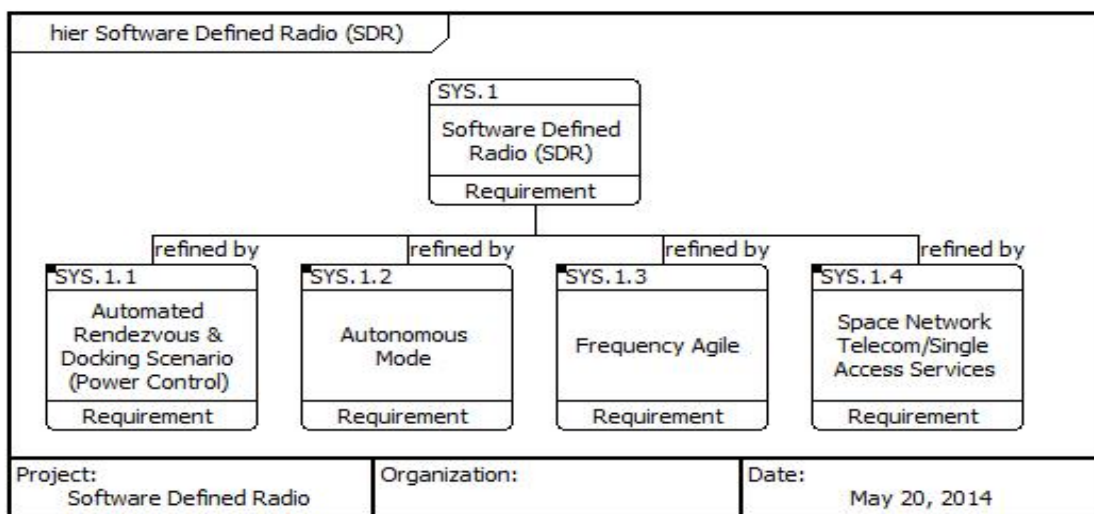 hier Software Defined Radio (SDR)
SYS.1
Software Defined
Radio (SDR)
Requirement
refined by
refined by
refined by
refined by
SYS.1.1
Automated
Rendezvous &
Docking Scenario
(Power Control)
Requirement
SYS.1.2
Autonomous
Mode
Requirement
SYS.1.3
Frequency Agile
Requirement
SYS.1.4
Space Network
Telecom/Single
Access Services
Requirement
Project:
Software Defined Radio
Organization:
Date:
May 20, 2014